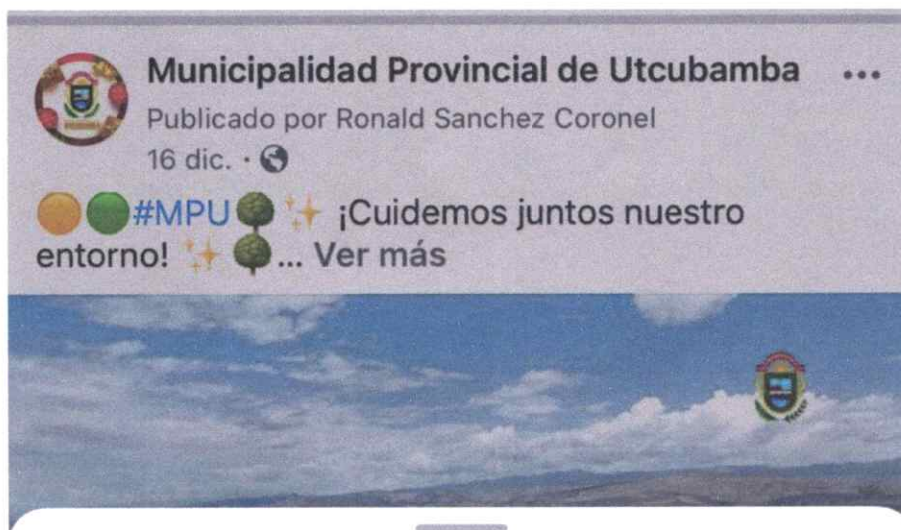 Municipalidad Provincial de Utcubamba
Publicado por Ronald Sanchez Coronel
16 dic. ·
🟠🟢#MPU🌳✨ ¡Cuidemos juntos nuestro
entorno! ✨🌳... Ver más